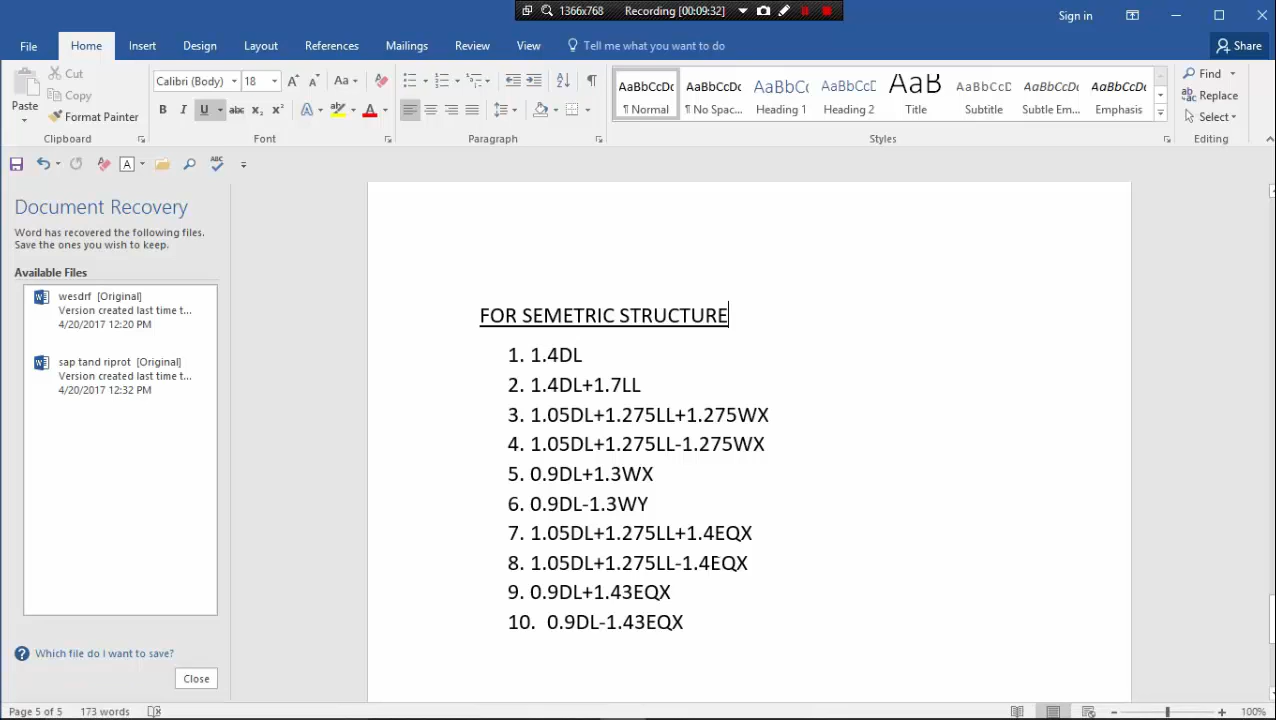 1366x768 Recording [00:09:32]
Sign in
File Home Insert Design Layout References Mailings Review View Tell me what you want to do Share
Paste Cut Copy Format Painter
Clipboard
Calibri (Body) 18
Font
Paragraph
AaBbCcDc ¶ Normal
AaBbCcDc ¶ No Spac...
AaBbCc Heading 1
AaBbCcD Heading 2
AaB Title
AaBbCcD Subtitle
AaBbCcDc Subtle Em...
AaBbCcDc Emphasis
Styles
Find
Replace
Select
Editing
Document Recovery
Word has recovered the following files.
Save the ones you wish to keep.
Available Files
wesdrf [Original]
Version created last time t...
4/20/2017 12:20 PM
sap tand riprot [Original]
Version created last time t...
4/20/2017 12:32 PM
Which file do I want to save?
Close
FOR SEMETRIC STRUCTURE
1. 1.4DL
2. 1.4DL+1.7LL
3. 1.05DL+1.275LL+1.275WX
4. 1.05DL+1.275LL-1.275WX
5. 0.9DL+1.3WX
6. 0.9DL-1.3WY
7. 1.05DL+1.275LL+1.4EQX
8. 1.05DL+1.275LL-1.4EQX
9. 0.9DL+1.43EQX
10. 0.9DL-1.43EQX
Page 5 of 5 173 words 100%